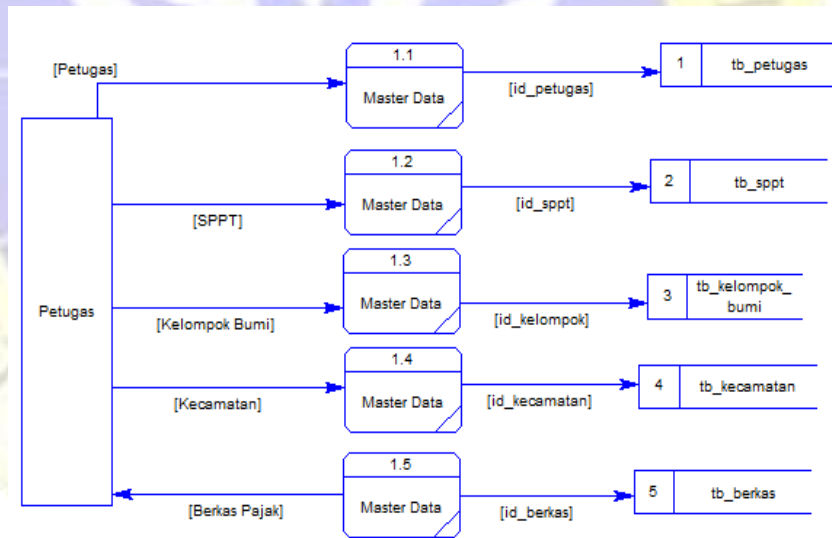 [Petugas]
1.1
Master Data
[id_petugas]
1
tb_petugas
Petugas
[SPPT]
1.2
Master Data
[id_sppt]
2
tb_sppt
[Kelompok Bumi]
1.3
Master Data
[id_kelompok]
3
tb_kelompok_
bumi
[Kecamatan]
1.4
Master Data
[id_kecamatan]
4
tb_kecamatan
[Berkas Pajak]
1.5
Master Data
[id_berkas]
5
tb_berkas